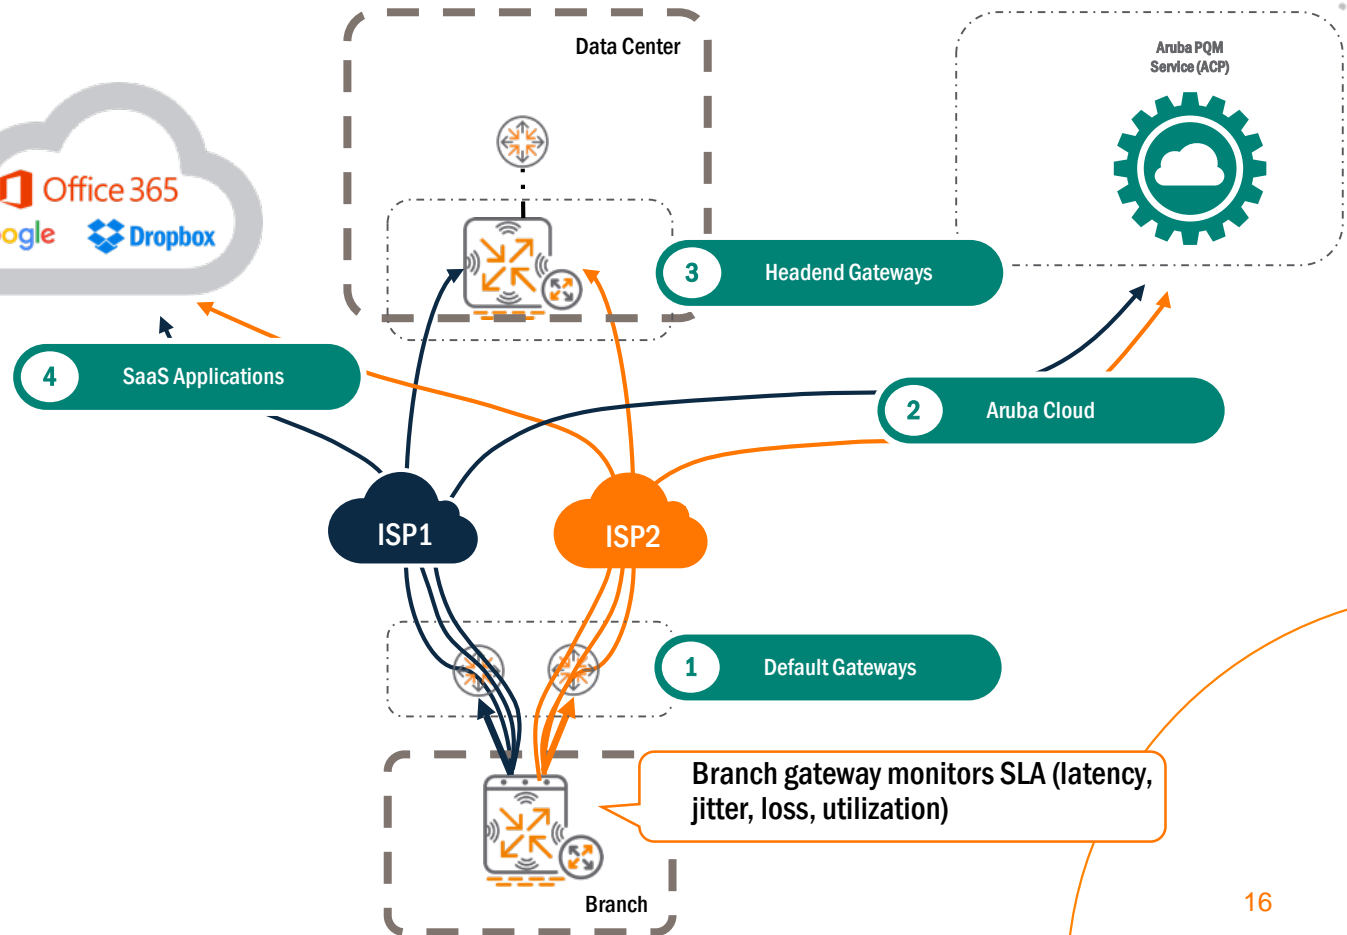 Data Center
Aruba PQM
Service (ACP)
Office 365
ogle
Dropbox
3 Headend Gateways
4 SaaS Applications
2 Aruba Cloud
ISP1
ISP2
1 Default Gateways
Branch gateway monitors SLA (latency,
jitter, loss, utilization)
Branch
16